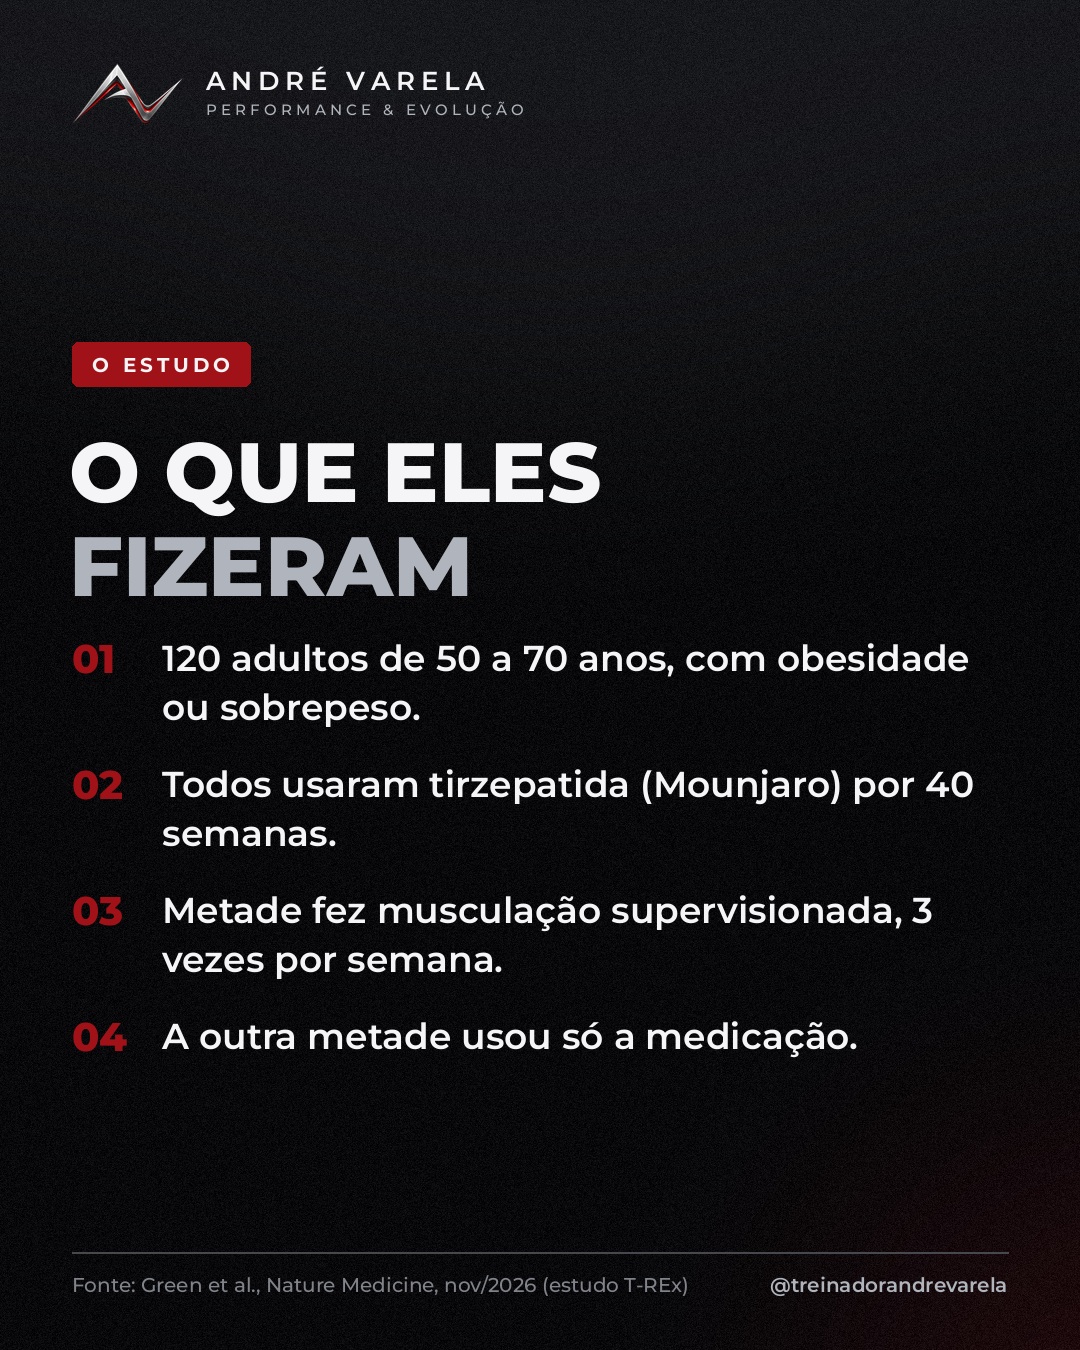 ANDRÉ VARELA
PERFORMANCE & EVOLUÇÃO
O ESTUDO
O QUE ELES
FIZERAM
01 120 adultos de 50 a 70 anos, com obesidade
ou sobrepeso.
02 Todos usaram tirzepatida (Mounjaro) por 40
semanas.
03 Metade fez musculação supervisionada, 3
vezes por semana.
04 A outra metade usou só a medicação.
Fonte: Green et al., Nature Medicine, nov/2026 (estudo T-REx)
@treinadorandrevarela